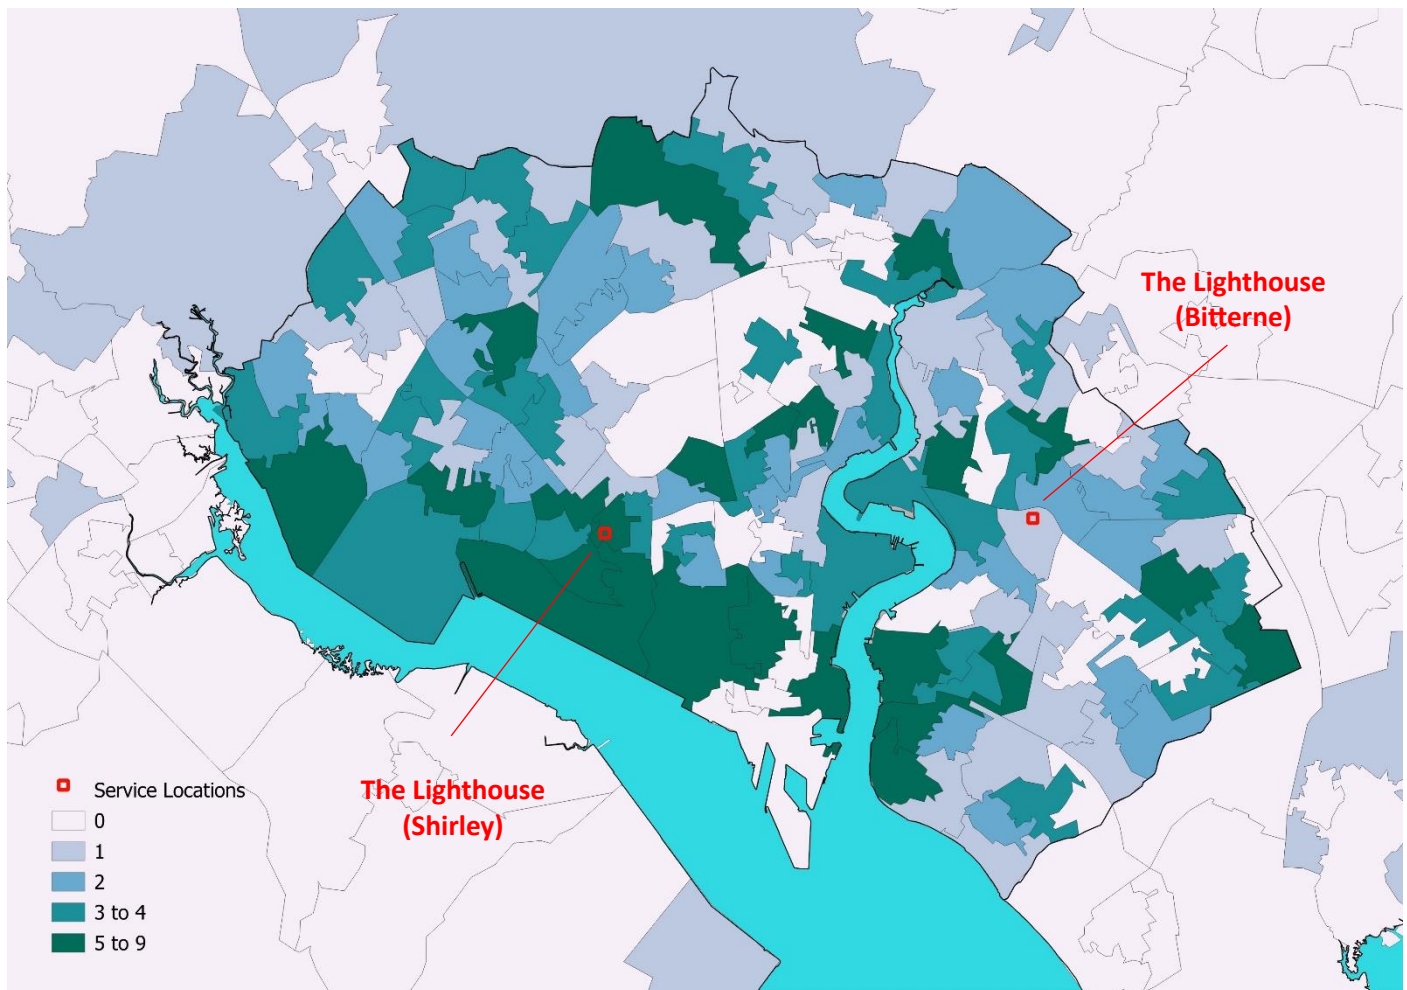 The Lighthouse
(Bitterne)
The Lighthouse
(Shirley)
Service Locations
0
1
2
3 to 4
5 to 9